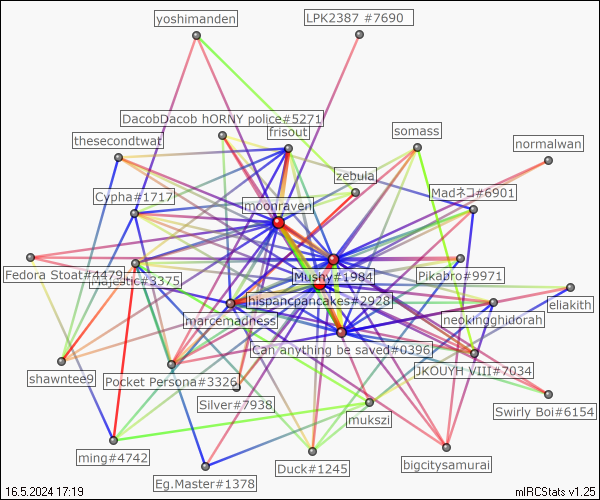 yoshimanden
LPK2387 #7690
DacobDacob hORNY police#5271
frisout
somass
thesecondtwat
normalwan
zebula
Cypha#1717
Madネコ#6901
moonraven
Fedora Stoat#4479
Majestic#3375
Mushy#1984
Pikabro#9971
hispancpancakes#2928
eliakith
marcemadness
neokingghidorah
Can anything be saved#0396
shawntee9
Pocket Persona#3326
JKOUYH VIII#7034
Silver#7938
Swirly Boi#6154
mukszi
ming#4742
Duck#1245
bigcitysamurai
Eg.Master#1378
16.5.2024 17:19
mIRCStats v1.25